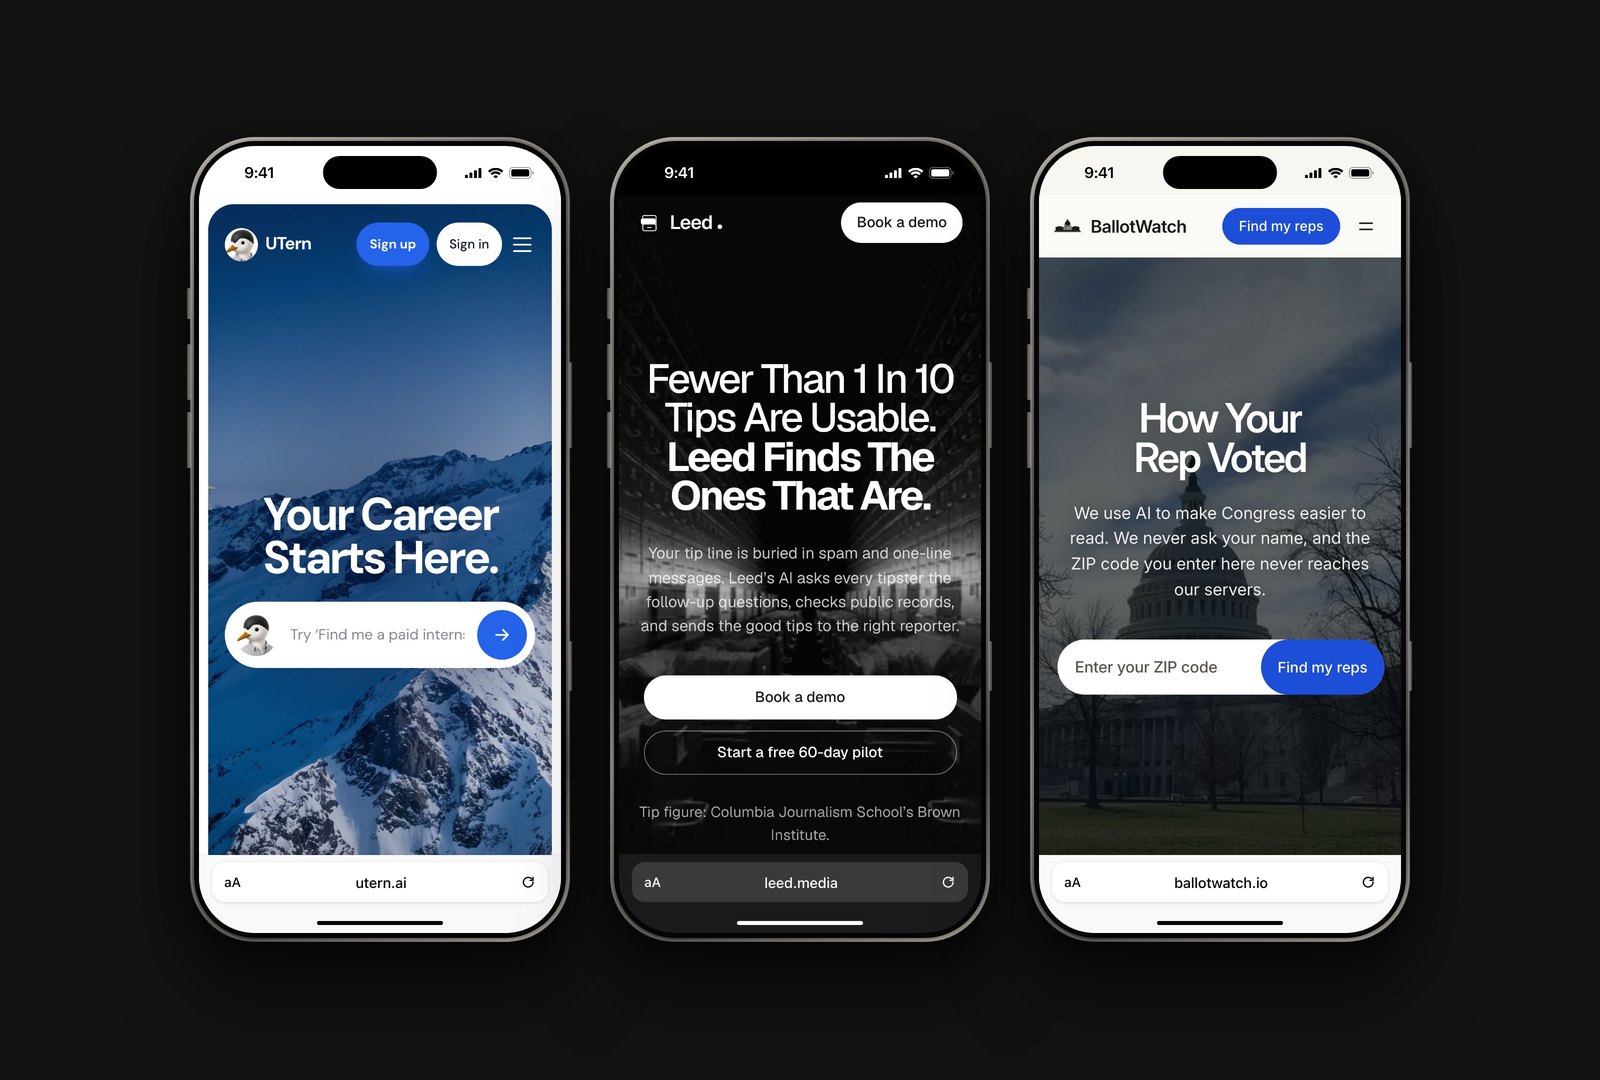 9:41
UTern
Sign up
Sign in
Your Career
Starts Here.
Try ‘Find me a paid intern
aA
utern.ai
9:41
Leed.
Book a demo
Fewer Than 1 In 10
Tips Are Usable.
Leed Finds The
Ones That Are.
Your tip line is buried in spam and one-line
messages. Leed’s AI asks every tipster the
follow-up questions, checks public records,
and sends the good tips to the right reporter.
Book a demo
Start a free 60-day pilot
Tip figure: Columbia Journalism School’s Brown
Institute.
aA
leed.media
9:41
BallotWatch
Find my reps
How Your
Rep Voted
We use AI to make Congress easier to
read. We never ask your name, and the
ZIP code you enter here never reaches
our servers.
Enter your ZIP code
Find my reps
aA
ballotwatch.io